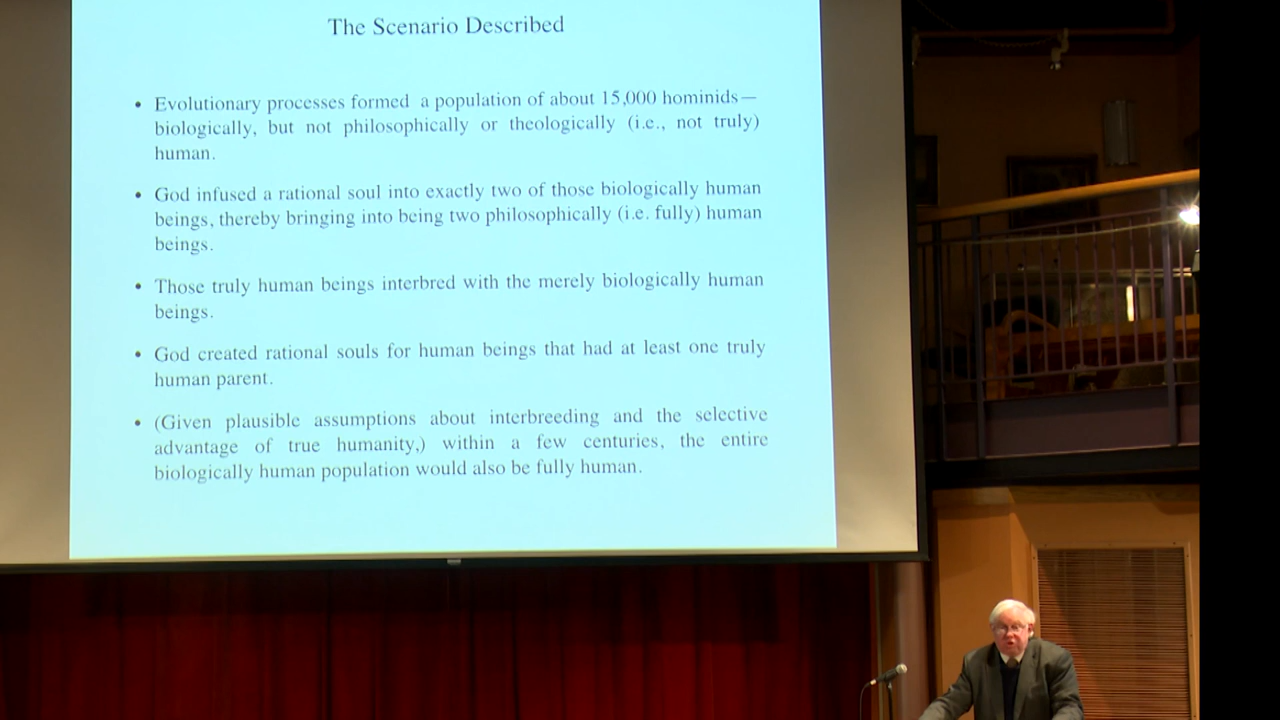 The Scenario Described
• Evolutionary processes formed a population of about 15,000 hominids—
biologically, but not philosophically or theologically (i.e., not truly)
human.
• God infused a rational soul into exactly two of those biologically human
beings, thereby bringing into being two philosophically (i.e. fully) human
beings.
• Those truly human beings interbred with the merely biologically human
beings.
• God created rational souls for human beings that had at least one truly
human parent.
• (Given plausible assumptions about interbreeding and the selective
advantage of true humanity,) within a few centuries, the entire
biologically human population would also be fully human.